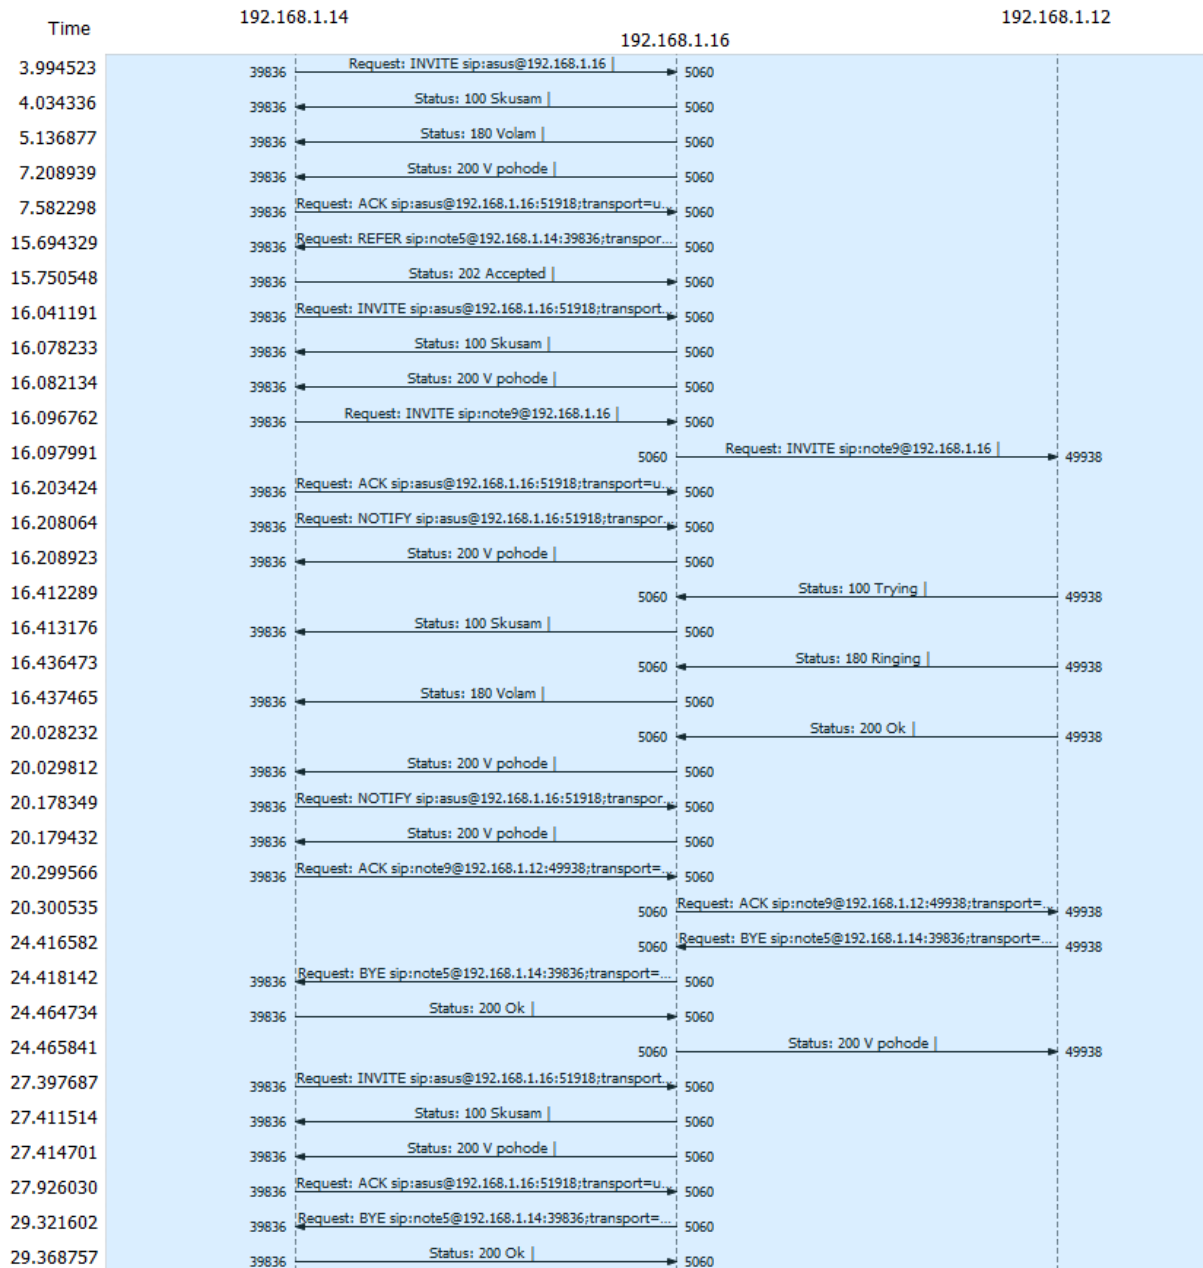 192.168.1.14 192.168.1.12
Time
192.168.1.16
3.994523 39836 Request: INVITE sip:asus@192.168.1.16 | 5060
4.034336 39836 Status: 100 Skusam | 5060
5.136877 39836 Status: 180 Volam | 5060
7.208939 39836 Status: 200 V pohode | 5060
7.582298 39836 Request: ACK sip:asus@192.168.1.16:51918;transport=u... 5060
15.694329 39836 Request: REFER sip:note5@192.168.1.14:39836;transpor... 5060
15.750548 39836 Status: 202 Accepted | 5060
16.041191 39836 Request: INVITE sip:asus@192.168.1.16:51918;transport... 5060
16.078233 39836 Status: 100 Skusam | 5060
16.082134 39836 Status: 200 V pohode | 5060
16.096762 39836 Request: INVITE sip:note9@192.168.1.16 | 5060
16.097991 5060 Request: INVITE sip:note9@192.168.1.16 | 49938
16.203424 39836 Request: ACK sip:asus@192.168.1.16:51918;transport=u... 5060
16.208064 39836 Request: NOTIFY sip:asus@192.168.1.16:51918;transpor... 5060
16.208923 39836 Status: 200 V pohode | 5060
16.412289 5060 Status: 100 Trying | 49938
16.413176 39836 Status: 100 Skusam | 5060
16.436473 5060 Status: 180 Ringing | 49938
16.437465 39836 Status: 180 Volam | 5060
20.028232 5060 Status: 200 Ok | 49938
20.029812 39836 Status: 200 V pohode | 5060
20.178349 39836 Request: NOTIFY sip:asus@192.168.1.16:51918;transpor... 5060
20.179432 39836 Status: 200 V pohode | 5060
20.299566 39836 Request: ACK sip:note9@192.168.1.12:49938;transport=... 5060
20.300535 5060 Request: ACK sip:note9@192.168.1.12:49938;transport=... 49938
24.416582 5060 Request: BYE sip:note5@192.168.1.14:39836;transport=... 49938
24.418142 39836 Request: BYE sip:note5@192.168.1.14:39836;transport=... 5060
24.464734 39836 Status: 200 Ok | 5060
24.465841 5060 Status: 200 V pohode | 49938
27.397687 39836 Request: INVITE sip:asus@192.168.1.16:51918;transport... 5060
27.411514 39836 Status: 100 Skusam | 5060
27.414701 39836 Status: 200 V pohode | 5060
27.926030 39836 Request: ACK sip:asus@192.168.1.16:51918;transport=u... 5060
29.321602 39836 Request: BYE sip:note5@192.168.1.14:39836;transport=... 5060
29.368757 39836 Status: 200 Ok | 5060